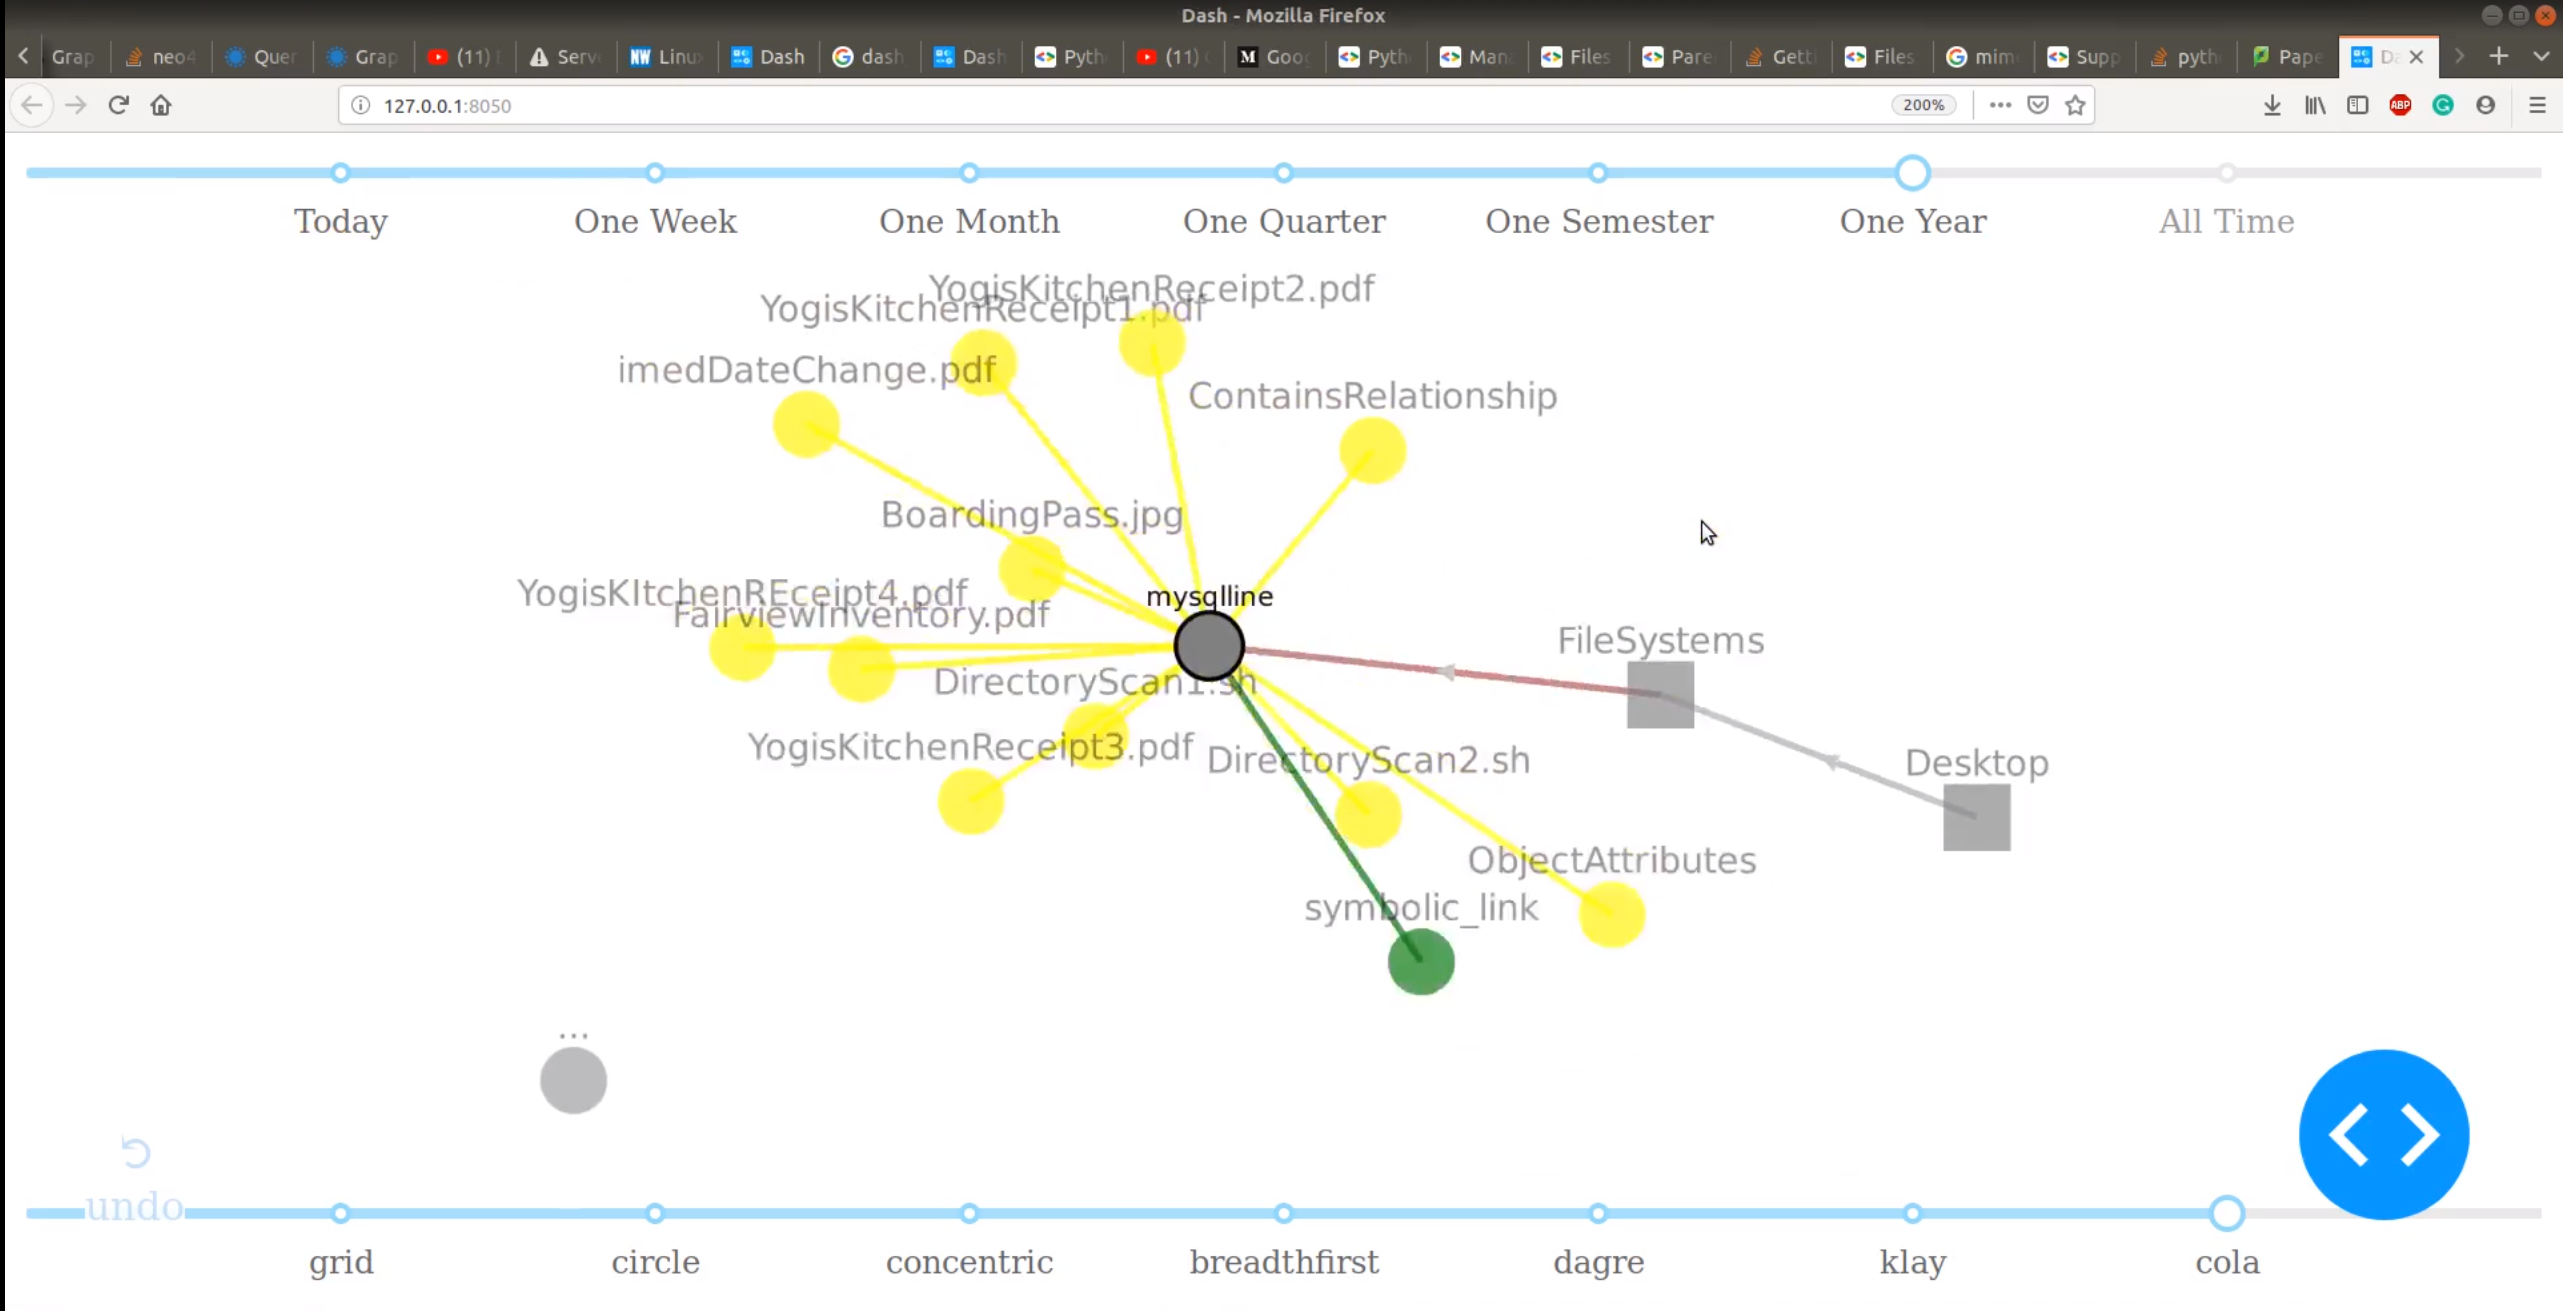 Dash - Mozilla Firefox
Grap neo4 Quer Grap (11) Serv NW Linu Dash dash Dash Pyth (11) M Goo Pyth Man Files Pare Getti Files mim Supp pyth Pape Da
127.0.0.1:8050 200% ABP
Today One Week One Month One Quarter One Semester One Year All Time
YogisKitchenReceipt2.pdf
YogisKitchenReceipt1.pdf
imedDateChange.pdf
ContainsRelationship
BoardingPass.jpg
YogisKItchenREceipt4.pdf
mysqlline
FairviewInventory.pdf
FileSystems
DirectoryScan1.sh
YogisKitchenReceipt3.pdf
DirectoryScan2.sh
Desktop
ObjectAttributes
symbolic_link
...
undo
grid circle concentric breadthfirst dagre klay cola